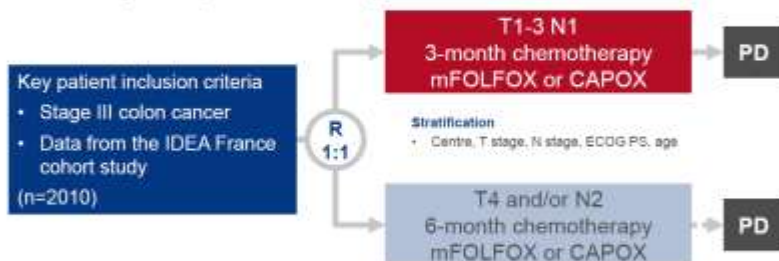 T1-3 N1
3-month chemotherapy
mFOLFOX or CAPOX
PD
Key patient inclusion criteria
• Stage III colon cancer
• Data from the IDEA France
cohort study
(n=2010)
R
1:1
Stratification
• Centre, T stage, N stage, ECOG PS, age
T4 and/or N2
6-month chemotherapy
mFOLFOX or CAPOX
PD